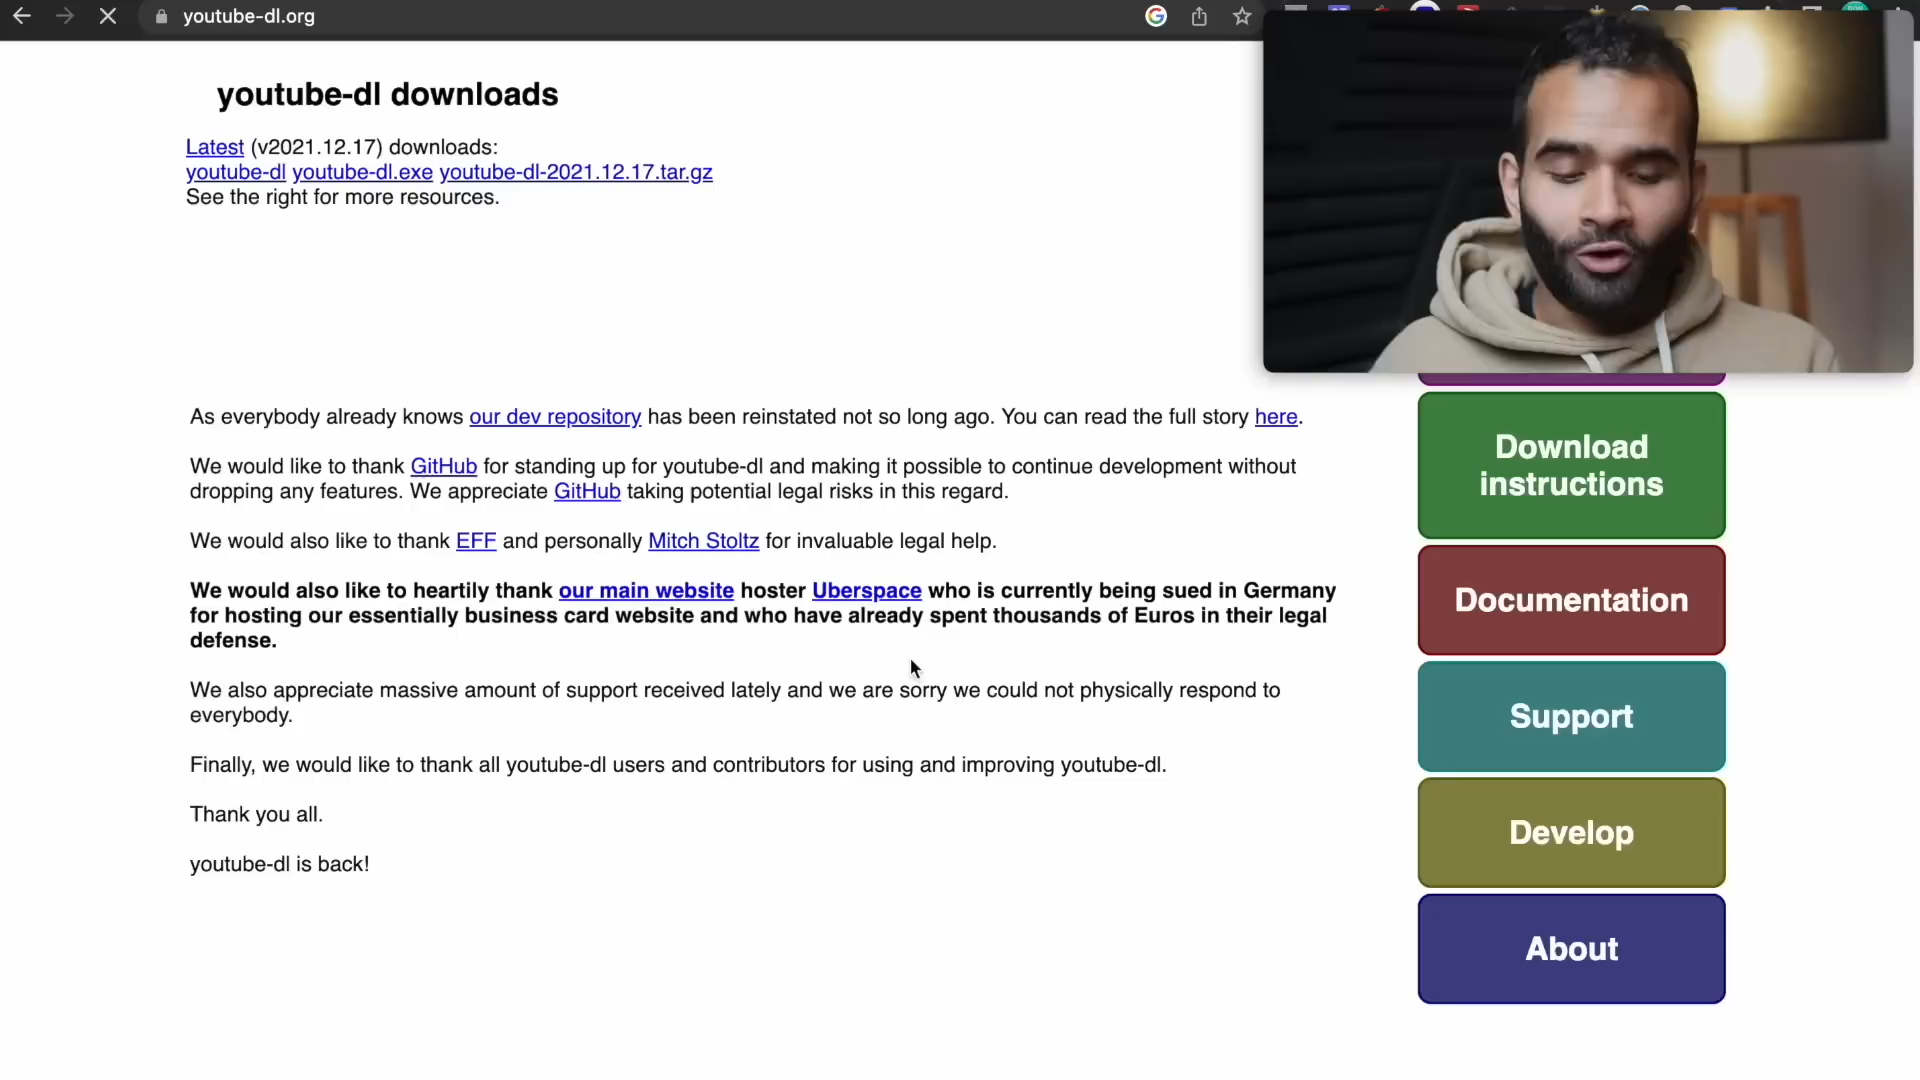 youtube-dl.org
youtube-dl downloads
Latest (v2021.12.17) downloads:
youtube-dl youtube-dl.exe youtube-dl-2021.12.17.tar.gz
See the right for more resources.
As everybody already knows our dev repository has been reinstated not so long ago. You can read the full story here.
We would like to thank GitHub for standing up for youtube-dl and making it possible to continue development without
dropping any features. We appreciate GitHub taking potential legal risks in this regard.
We would also like to thank EFF and personally Mitch Stoltz for invaluable legal help.
We would also like to heartily thank our main website hoster Uberspace who is currently being sued in Germany
for hosting our essentially business card website and who have already spent thousands of Euros in their legal
defense.
We also appreciate massive amount of support received lately and we are sorry we could not physically respond to
everybody.
Finally, we would like to thank all youtube-dl users and contributors for using and improving youtube-dl.
Thank you all.
youtube-dl is back!
Download
instructions
Documentation
Support
Develop
About